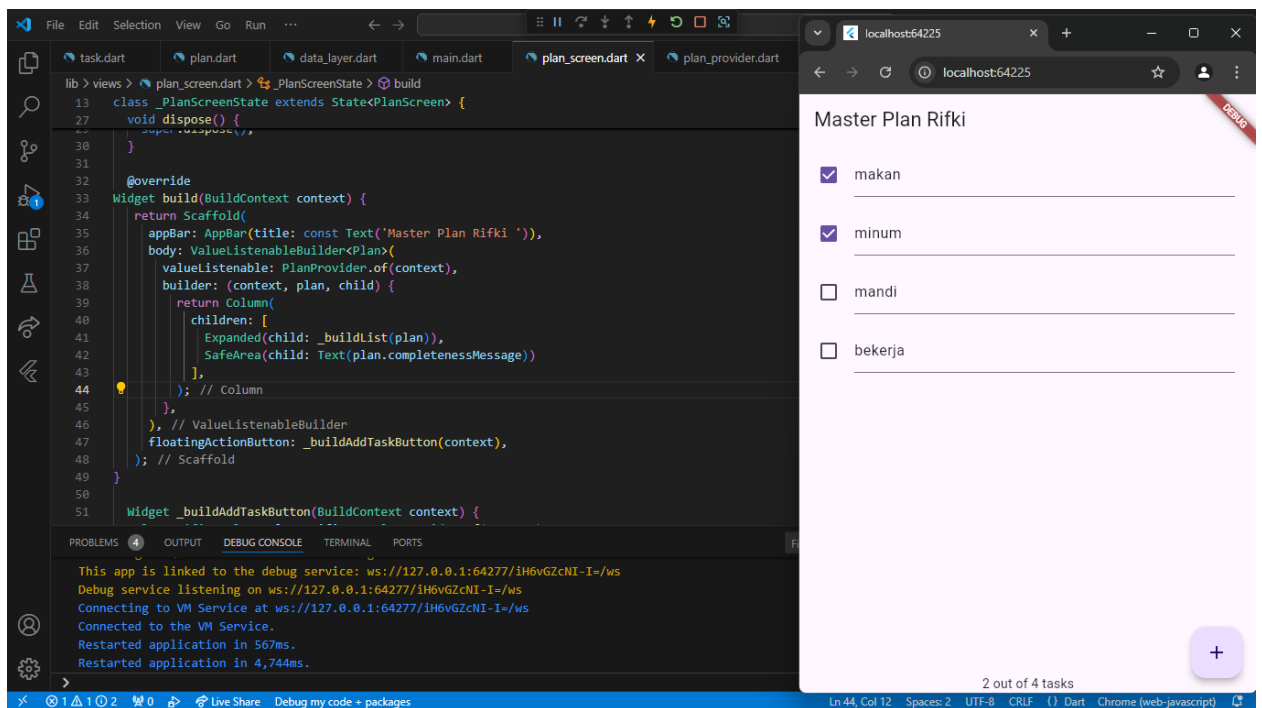 File Edit Selection View Go Run ···
task.dart plan.dart data_layer.dart main.dart plan_screen.dart plan_provider.dart
lib > views > plan_screen.dart > _PlanScreenState > build
13 class _PlanScreenState extends State<PlanScreen> {
27 void dispose() {
29 super.dispose();
30 }
31
32 @override
33 Widget build(BuildContext context) {
34 return Scaffold(
35 appBar: AppBar(title: const Text('Master Plan Rifki ')),
36 body: ValueListenableBuilder<Plan>(
37 valueListenable: PlanProvider.of(context),
38 builder: (context, plan, child) {
39 return Column(
40 children: [
41 Expanded(child: _buildList(plan)),
42 SafeArea(child: Text(plan.completenessMessage))
43 ],
44 ); // Column
45 },
46 ), // ValueListenableBuilder
47 floatingActionButton: _buildAddTaskButton(context),
48 ); // Scaffold
49 }
50
51 Widget _buildAddTaskButton(BuildContext context) {
PROBLEMS 4 OUTPUT DEBUG CONSOLE TERMINAL PORTS
This app is linked to the debug service: ws://127.0.0.1:64277/iH6vGZcNI-I=/ws
Debug service listening on ws://127.0.0.1:64277/iH6vGZcNI-I=/ws
Connecting to VM Service at ws://127.0.0.1:64277/iH6vGZcNI-I=/ws
Connected to the VM Service.
Restarted application in 567ms.
Restarted application in 4,744ms.
1 1 2 0 Live Share Debug my code + packages
Ln 44, Col 12 Spaces: 2 UTF-8 CRLF {} Dart Chrome (web-javascript)
1
localhost:64225
localhost:64225
DEBUG
Master Plan Rifki
makan
minum
mandi
bekerja
+
2 out of 4 tasks